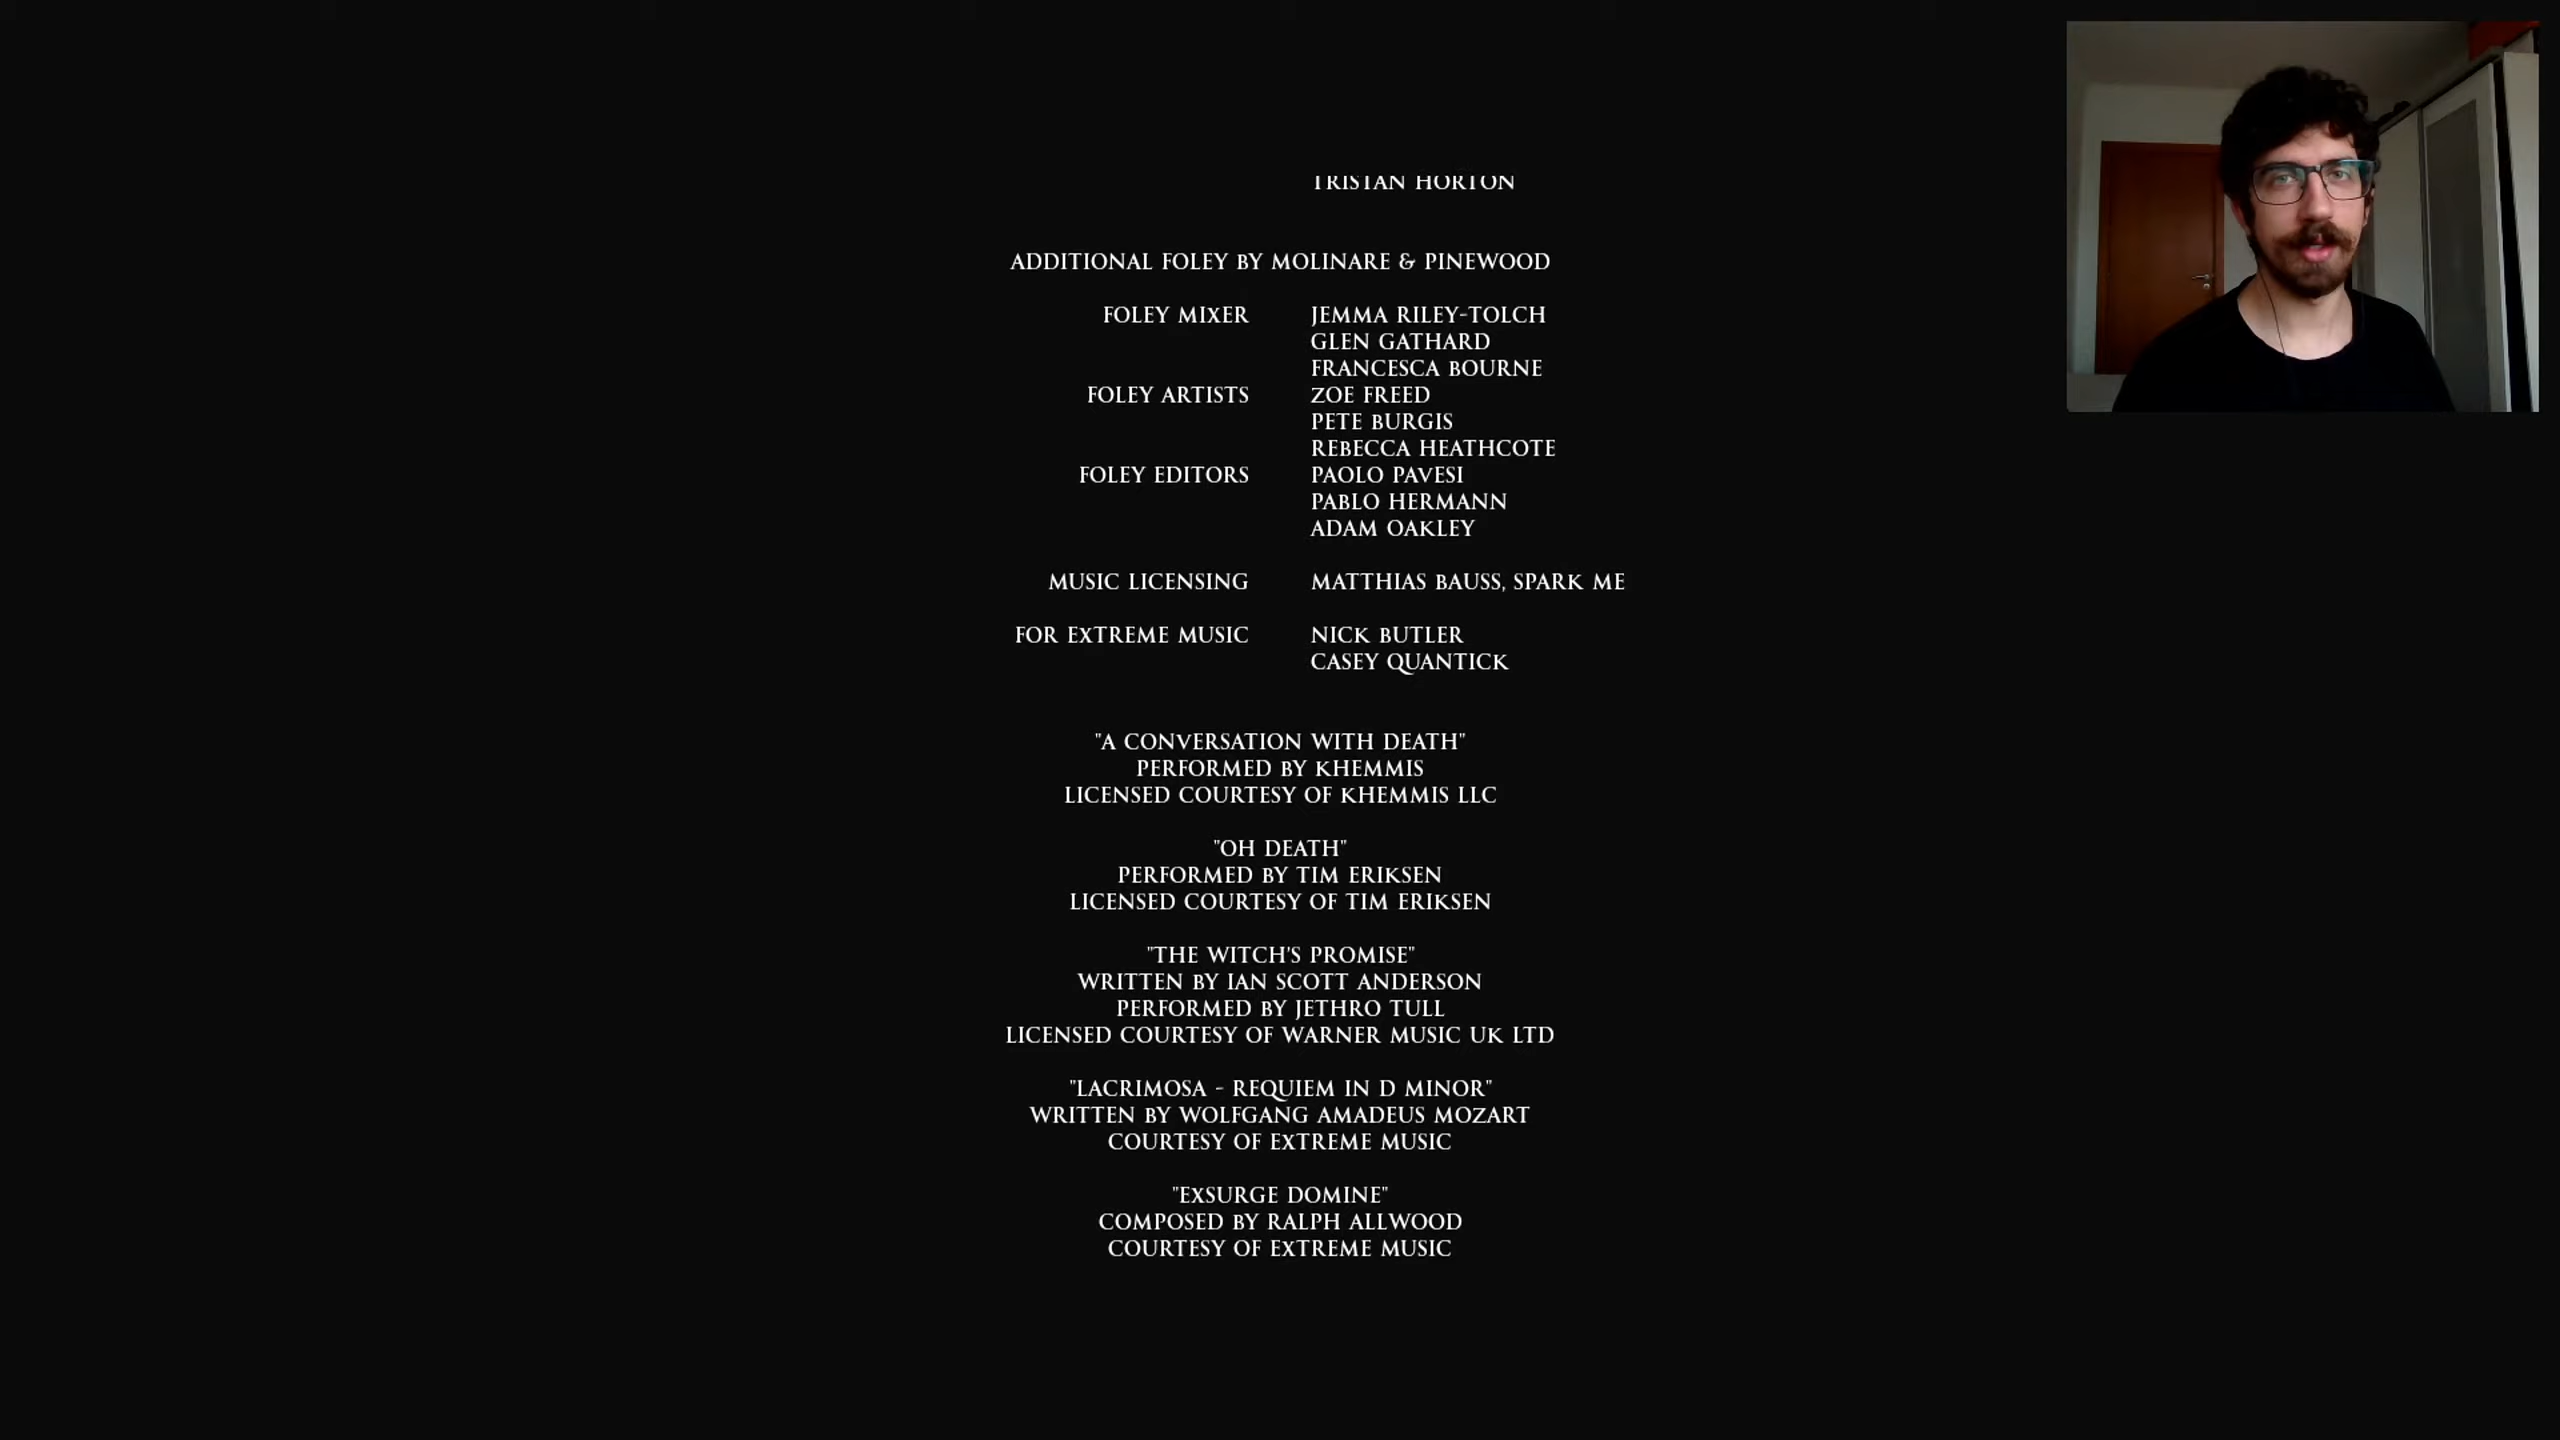 TRISTAN HORTON
ADDITIONAL FOLEY BY MOLINARE & PINEWOOD
FOLEY MIXER JEMMA RILEY-TOLCH
GLEN GATHARD
FRANCESCA BOURNE
FOLEY ARTISTS ZOE FREED
PETE BURGIS
REBECCA HEATHCOTE
FOLEY EDITORS PAOLO PAVESI
PABLO HERMANN
ADAM OAKLEY
MUSIC LICENSING MATTHIAS BAUSS, SPARK ME
FOR EXTREME MUSIC NICK BUTLER
CASEY QUANTICK
"A CONVERSATION WITH DEATH"
PERFORMED BY KHEMMIS
LICENSED COURTESY OF KHEMMIS LLC
"OH DEATH"
PERFORMED BY TIM ERIKSEN
LICENSED COURTESY OF TIM ERIKSEN
"THE WITCH'S PROMISE"
WRITTEN BY IAN SCOTT ANDERSON
PERFORMED BY JETHRO TULL
LICENSED COURTESY OF WARNER MUSIC UK LTD
"LACRIMOSA - REQUIEM IN D MINOR"
WRITTEN BY WOLFGANG AMADEUS MOZART
COURTESY OF EXTREME MUSIC
"EXSURGE DOMINE"
COMPOSED BY RALPH ALLWOOD
COURTESY OF EXTREME MUSIC